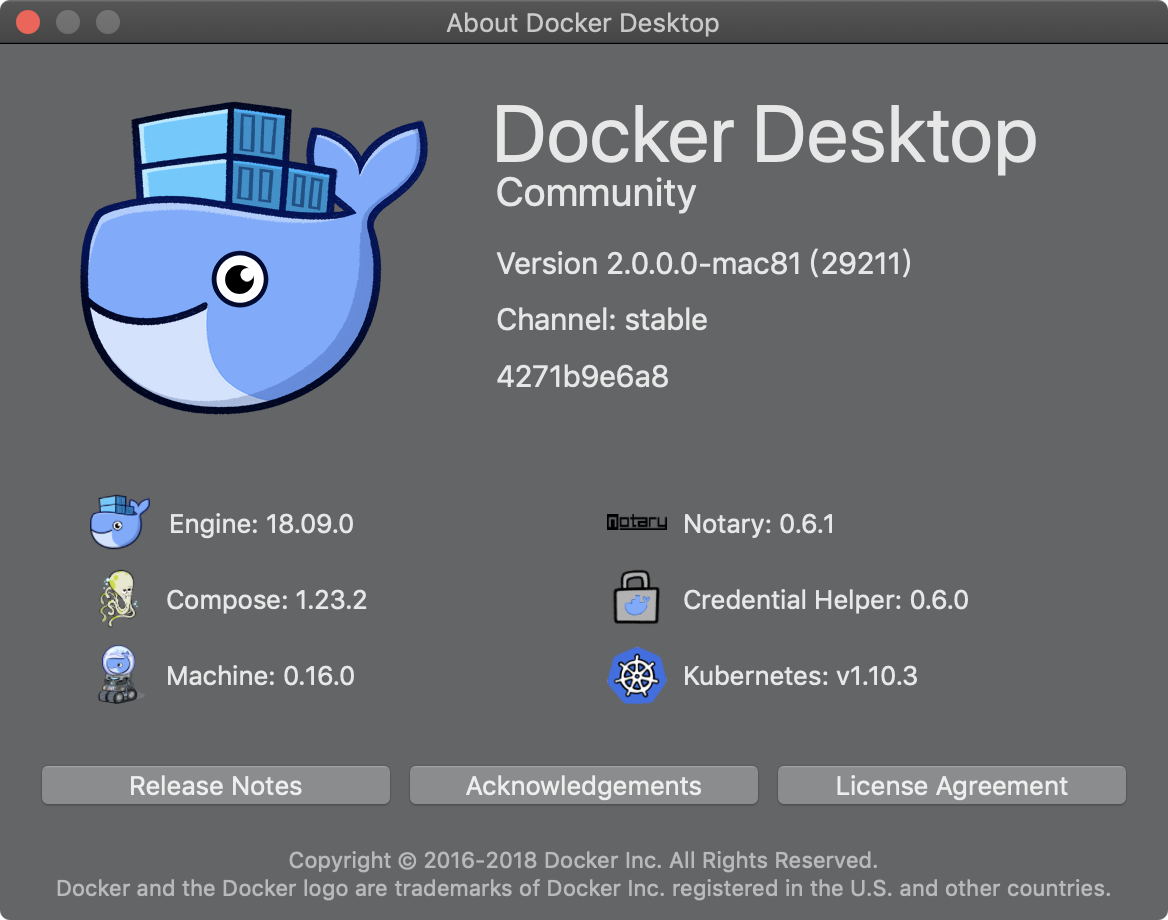 About Docker Desktop
Docker Desktop
Community
Version 2.0.0.0-mac81 (29211)
Channel: stable
4271b9e6a8
Engine: 18.09.0
notary Notary: 0.6.1
Compose: 1.23.2
Credential Helper: 0.6.0
Machine: 0.16.0
Kubernetes: v1.10.3
Release Notes
Acknowledgements
License Agreement
Copyright © 2016-2018 Docker Inc. All Rights Reserved.
Docker and the Docker logo are trademarks of Docker Inc. registered in the U.S. and other countries.